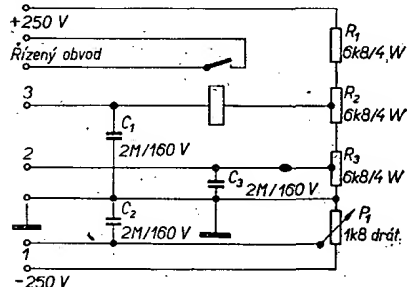 +250 V
Řízený obvod
R1
6k8/4 W
3
R2
6k8/4 W
C1
2M/160 V
2
R3
6k8/4 W
C3
2M/160 V
C2
2M/160 V
P1
1k8 drát.
1
-250 V